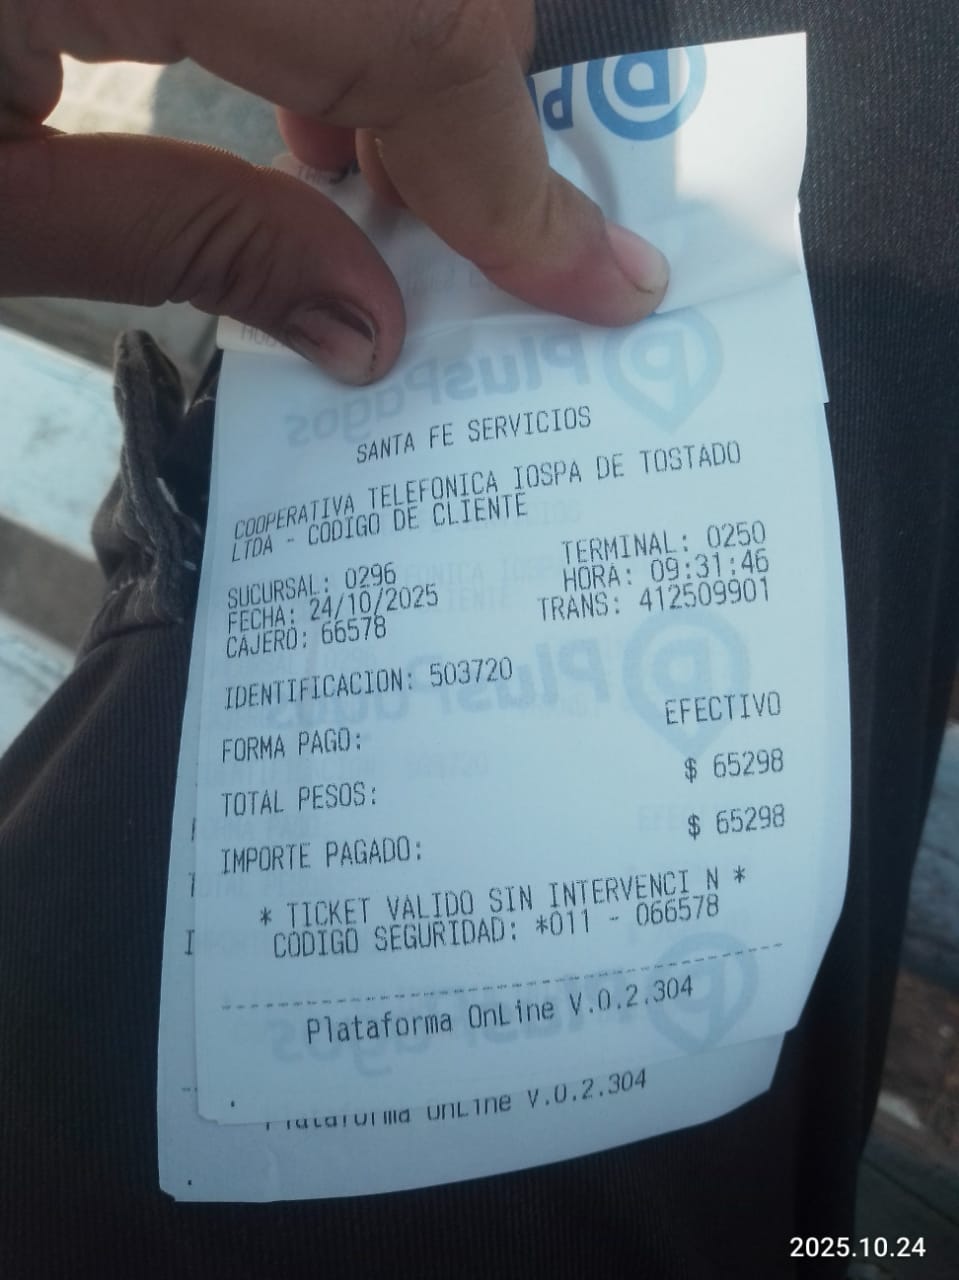 SANTA FE SERVICIOS
COOPERATIVA TELEFONICA IOSPA DE TOSTADO
LTDA - CODIGO DE CLIENTE
SUCURSAL: 0296 TERMINAL: 0250
FECHA: 24/10/2025 HORA: 09:31:46
CAJERO: 66578 TRANS: 412509901
IDENTIFICACION: 503720
FORMA PAGO: EFECTIVO
TOTAL PESOS: $ 65298
IMPORTE PAGADO: $ 65298
* TICKET VALIDO SIN INTERVENCI N *
CODIGO SEGURIDAD: *011 - 066578
Plataforma OnLine V.0.2.304
Plataforma OnLine V.0.2.304
PlusPagos
PlusPagos
PlusPagos
2025.10.24